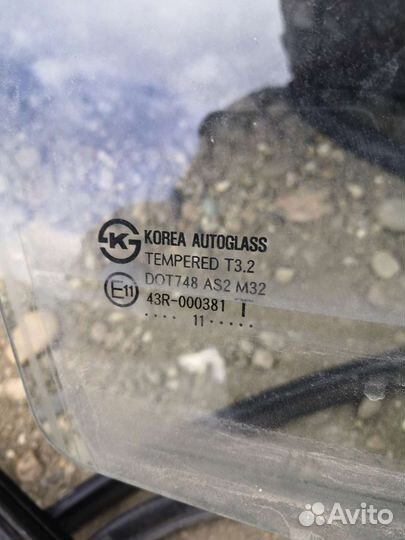 K KOREA AUTOGLASS
TEMPERED T3.2
DOT748 AS2 M32
E11 43R-000381 I
.... 11 ......
Avito